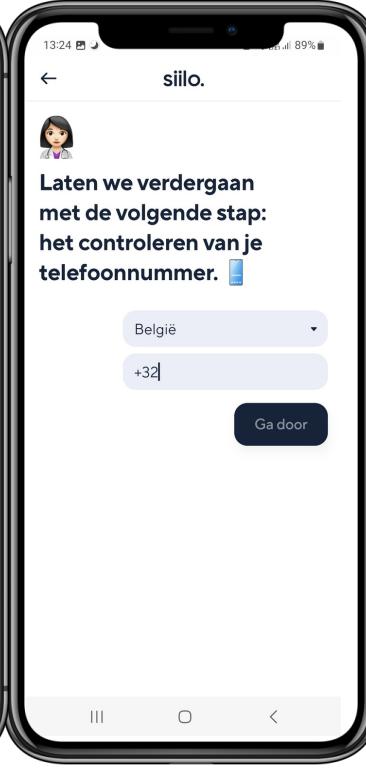 13:24
89%
siilo.
Laten we verdergaan
met de volgende stap:
het controleren van je
telefoonnummer.
België
+32
Ga door